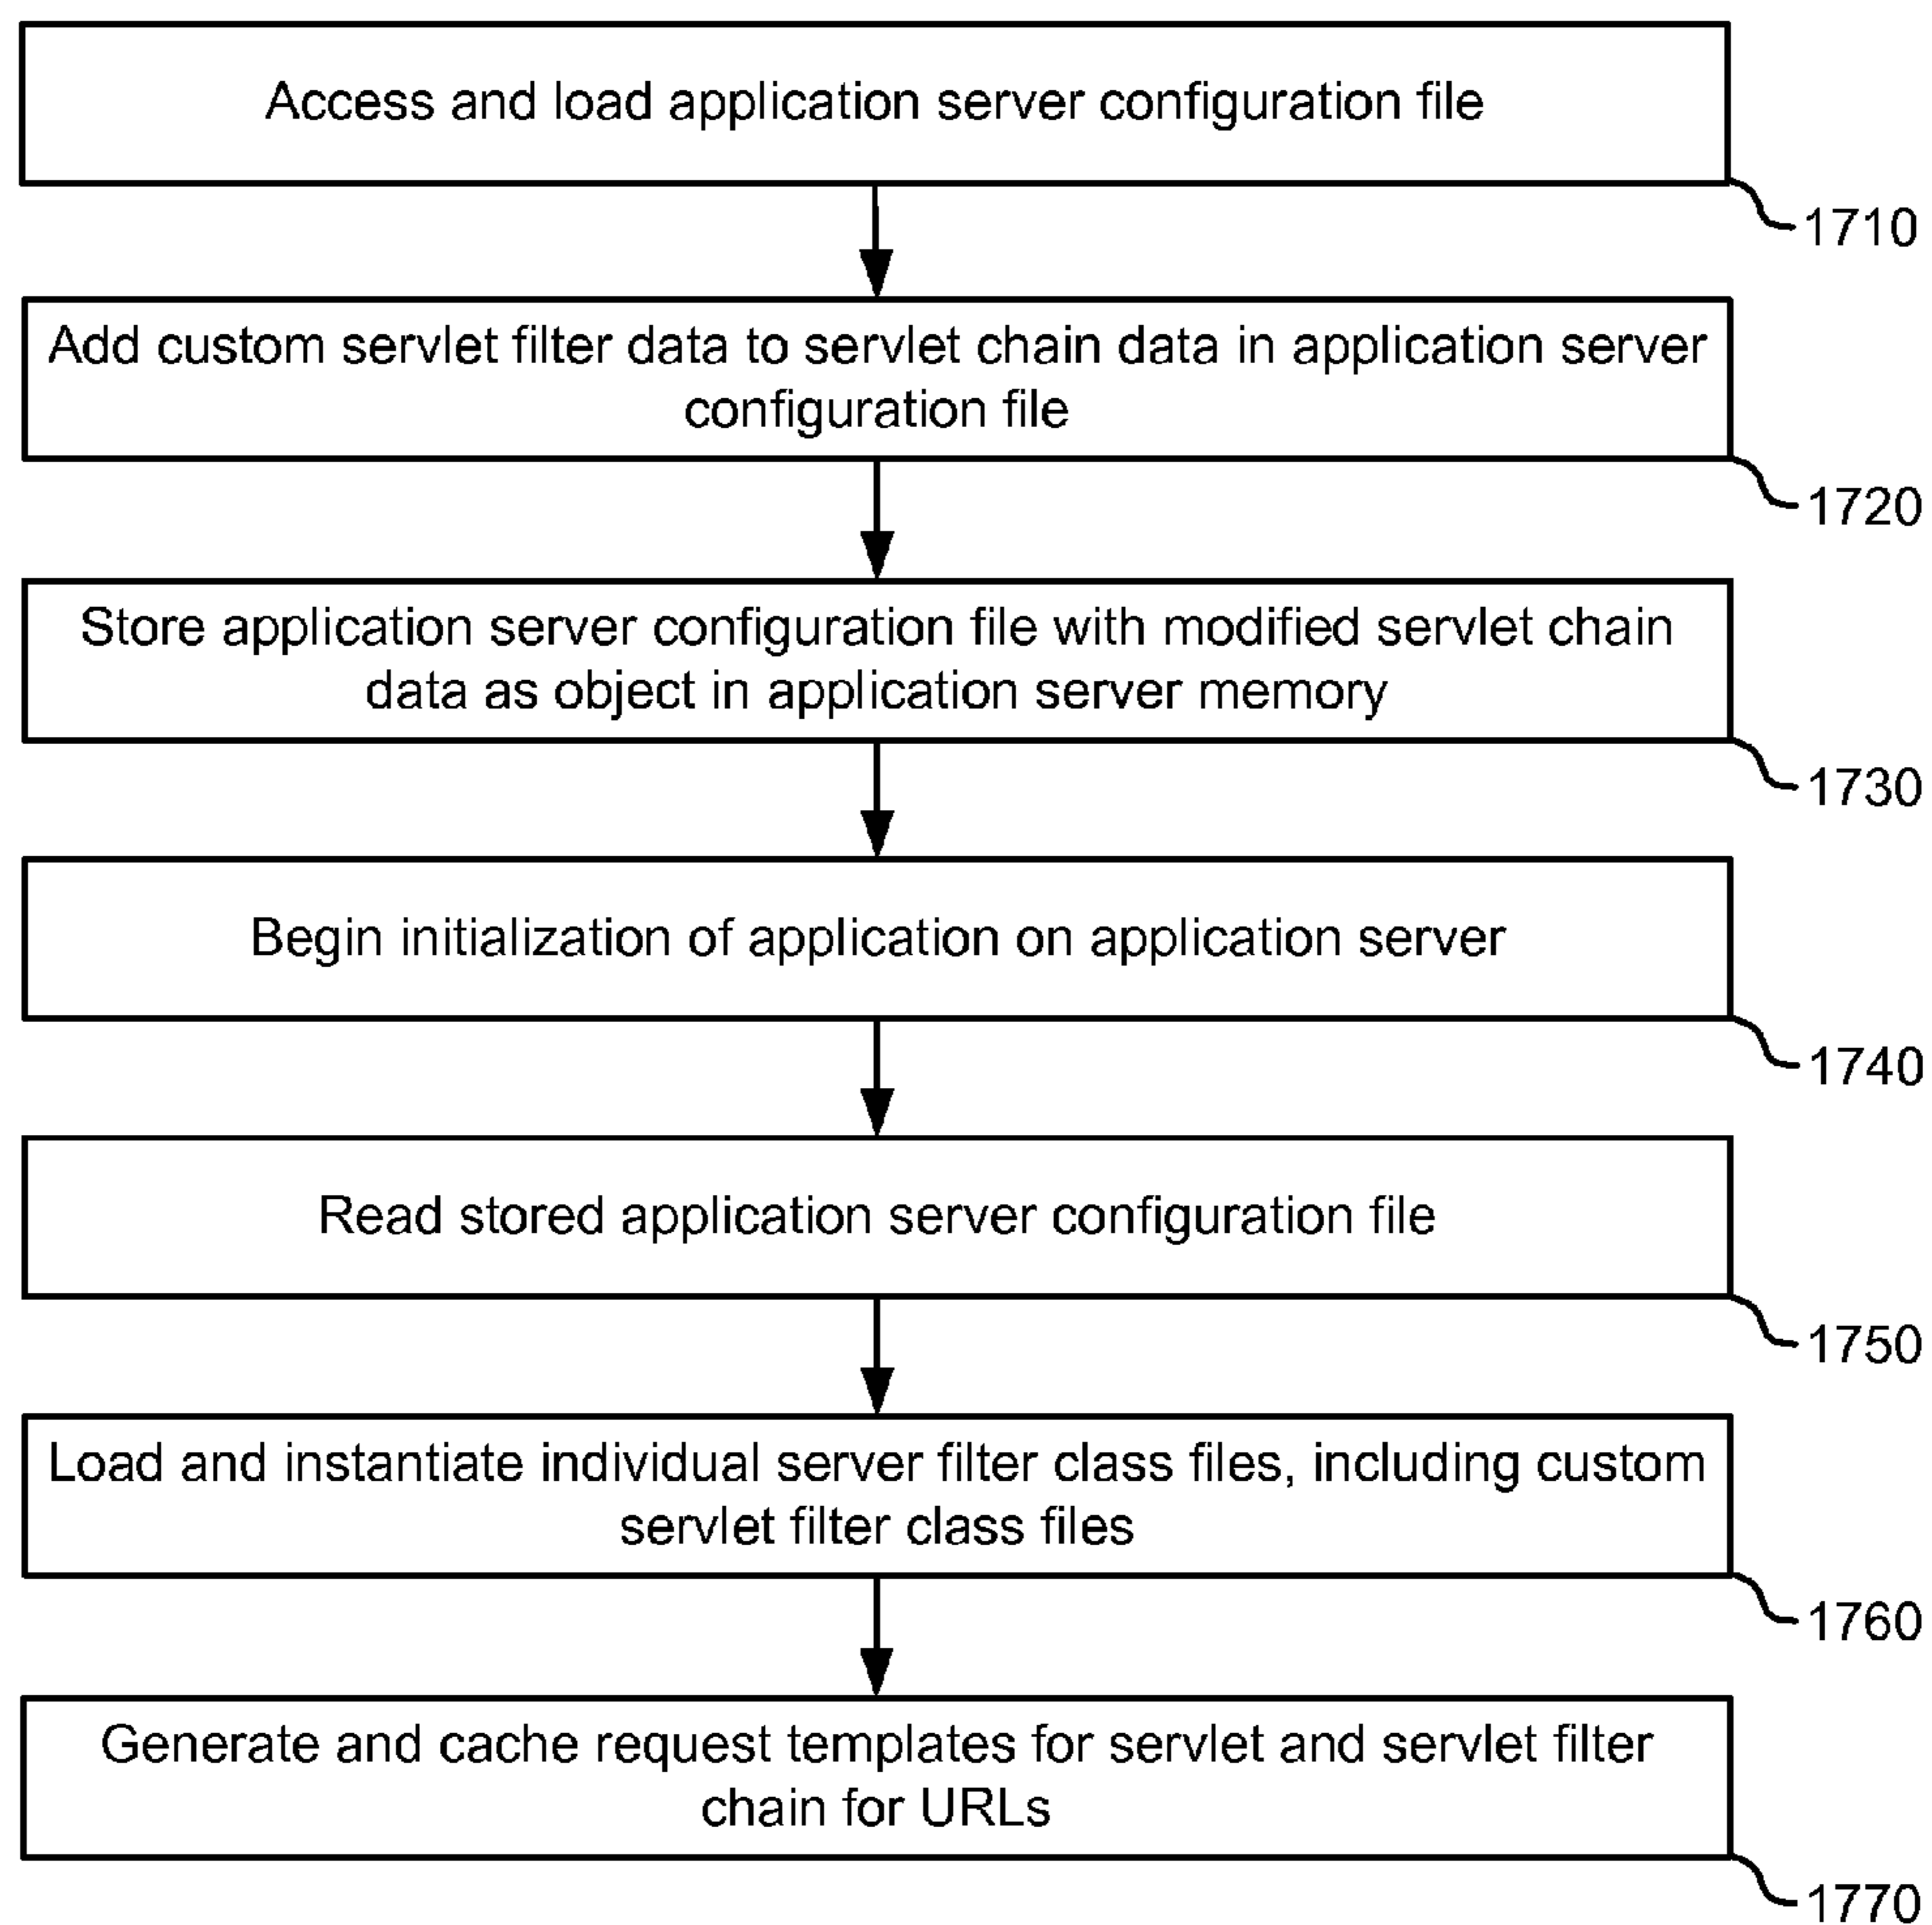 Access and load application server configuration file
1710
Add custom servlet filter data to servlet chain data in application server
configuration file
1720
Store application server configuration file with modified servlet chain
data as object in application server memory
1730
Begin initialization of application on application server
1740
Read stored application server configuration file
1750
Load and instantiate individual server filter class files, including custom
servlet filter class files
1760
Generate and cache request templates for servlet and servlet filter
chain for URLs
1770